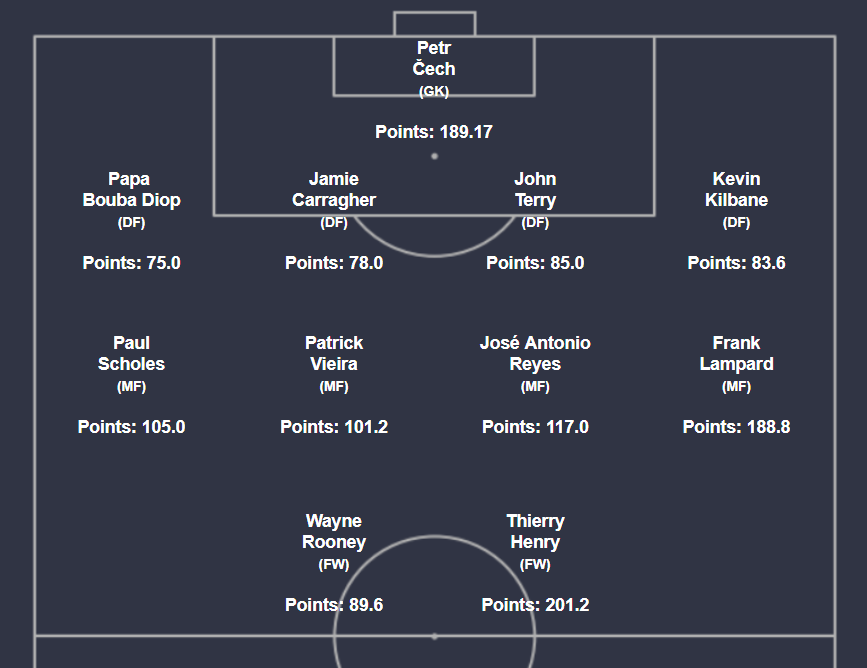 Petr
Čech
(GK)
Points: 189.17
Papa
Bouba Diop
(DF)
Points: 75.0
Jamie
Carragher
(DF)
Points: 78.0
John
Terry
(DF)
Points: 85.0
Kevin
Kilbane
(DF)
Points: 83.6
Paul
Scholes
(MF)
Points: 105.0
Patrick
Vieira
(MF)
Points: 101.2
José Antonio
Reyes
(MF)
Points: 117.0
Frank
Lampard
(MF)
Points: 188.8
Wayne
Rooney
(FW)
Points: 89.6
Thierry
Henry
(FW)
Points: 201.2